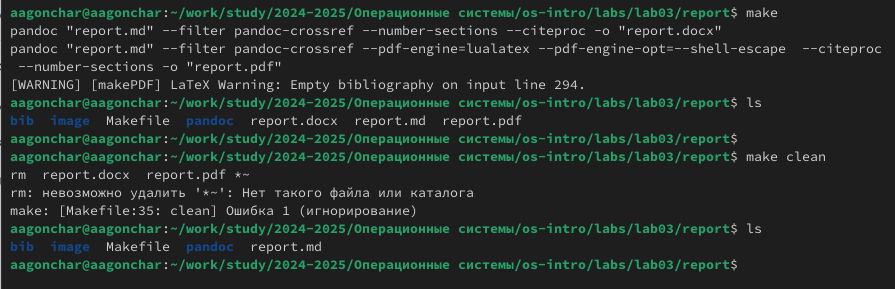 aagonchar@aagonchar:~/work/study/2024-2025/Операционные системы/os-intro/labs/lab03/report$ make
pandoc "report.md" --filter pandoc-crossref --number-sections --citeproc -o "report.docx"
pandoc "report.md" --filter pandoc-crossref --pdf-engine=lualatex --pdf-engine-opt=--shell-escape  --citeproc
 --number-sections -o "report.pdf"
[WARNING] [makePDF] LaTeX Warning: Empty bibliography on input line 294.
aagonchar@aagonchar:~/work/study/2024-2025/Операционные системы/os-intro/labs/lab03/report$ ls
bib  image  Makefile  pandoc  report.docx  report.md  report.pdf
aagonchar@aagonchar:~/work/study/2024-2025/Операционные системы/os-intro/labs/lab03/report$
aagonchar@aagonchar:~/work/study/2024-2025/Операционные системы/os-intro/labs/lab03/report$ make clean
rm  report.docx  report.pdf *~
rm: невозможно удалить '*~': Нет такого файла или каталога
make: [Makefile:35: clean] Ошибка 1 (игнорирование)
aagonchar@aagonchar:~/work/study/2024-2025/Операционные системы/os-intro/labs/lab03/report$ ls
bib  image  Makefile  pandoc  report.md
aagonchar@aagonchar:~/work/study/2024-2025/Операционные системы/os-intro/labs/lab03/report$